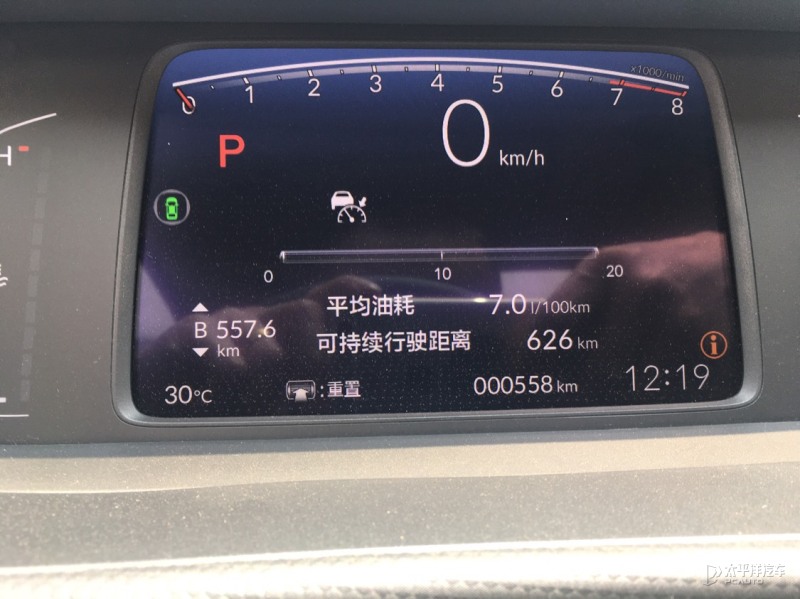 x1000/min
0 1 2 3 4 5 6 7 8
P
0 km/h
H
0 10 20
平均油耗 7.0 l/100km
B 557.6 km
可持续行驶距离 626 km
30°C
:重置
000558 km
12:19
太平洋汽车
PCAUTO